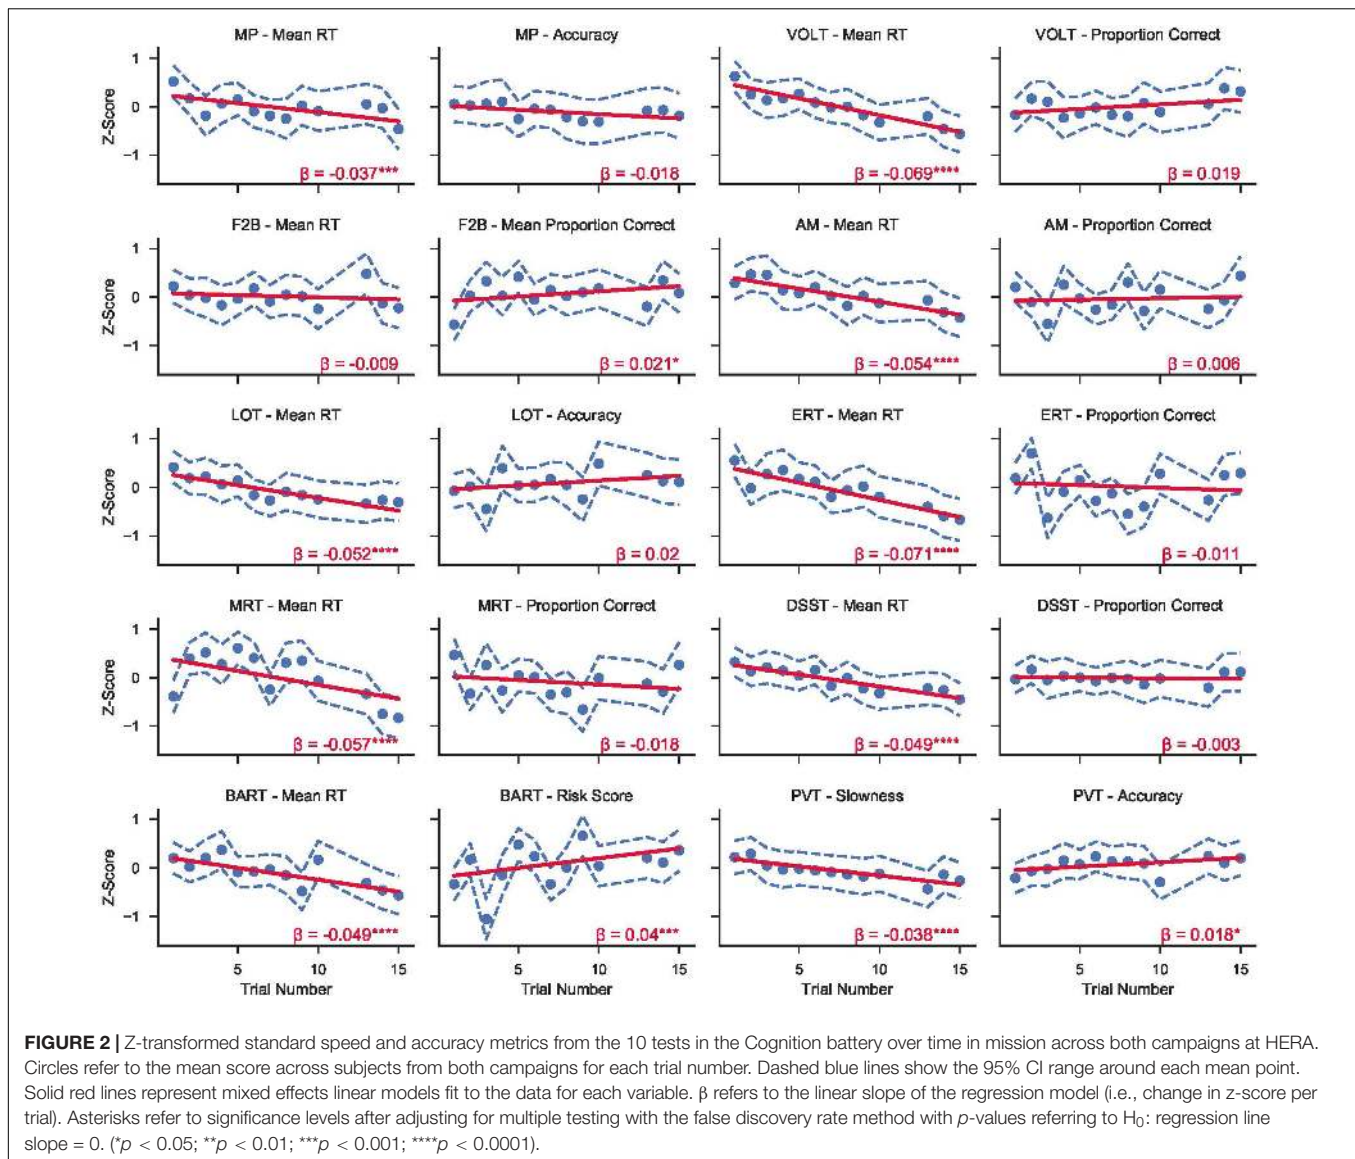 MP - Mean RT
MP - Accuracy
VOLT - Mean RT
VOLT - Proportion Correct
Z-Score
1
0
−1
β = -0.037***
β = -0.018
β = -0.069****
β = 0.019
F2B - Mean RT
F2B - Mean Proportion Correct
AM - Mean RT
AM - Proportion Correct
Z-Score
1
0
−1
β = -0.009
β = 0.021*
β = -0.054****
β = 0.006
LOT - Mean RT
LOT - Accuracy
ERT - Mean RT
ERT - Proportion Correct
Z-Score
1
0
−1
β = -0.052****
β = 0.02
β = -0.071****
β = -0.011
MRT - Mean RT
MRT - Proportion Correct
DSST - Mean RT
DSST - Proportion Correct
Z-Score
1
0
−1
β = -0.057****
β = -0.018
β = -0.049****
β = -0.003
BART - Mean RT
BART - Risk Score
PVT - Slowness
PVT - Accuracy
Z-Score
1
0
−1
β = -0.049****
β = 0.04***
β = -0.038****
β = 0.018*
5 10 15
5 10 15
5 10 15
5 10 15
Trial Number
Trial Number
Trial Number
Trial Number
FIGURE 2 | Z-transformed standard speed and accuracy metrics from the 10 tests in the Cognition battery over time in mission across both campaigns at HERA.
Circles refer to the mean score across subjects from both campaigns for each trial number. Dashed blue lines show the 95% CI range around each mean point.
Solid red lines represent mixed effects linear models fit to the data for each variable. β refers to the linear slope of the regression model (i.e., change in z-score per
trial). Asterisks refer to significance levels after adjusting for multiple testing with the false discovery rate method with p-values referring to H₀: regression line
slope = 0. (*p < 0.05; **p < 0.01; ***p < 0.001; ****p < 0.0001).